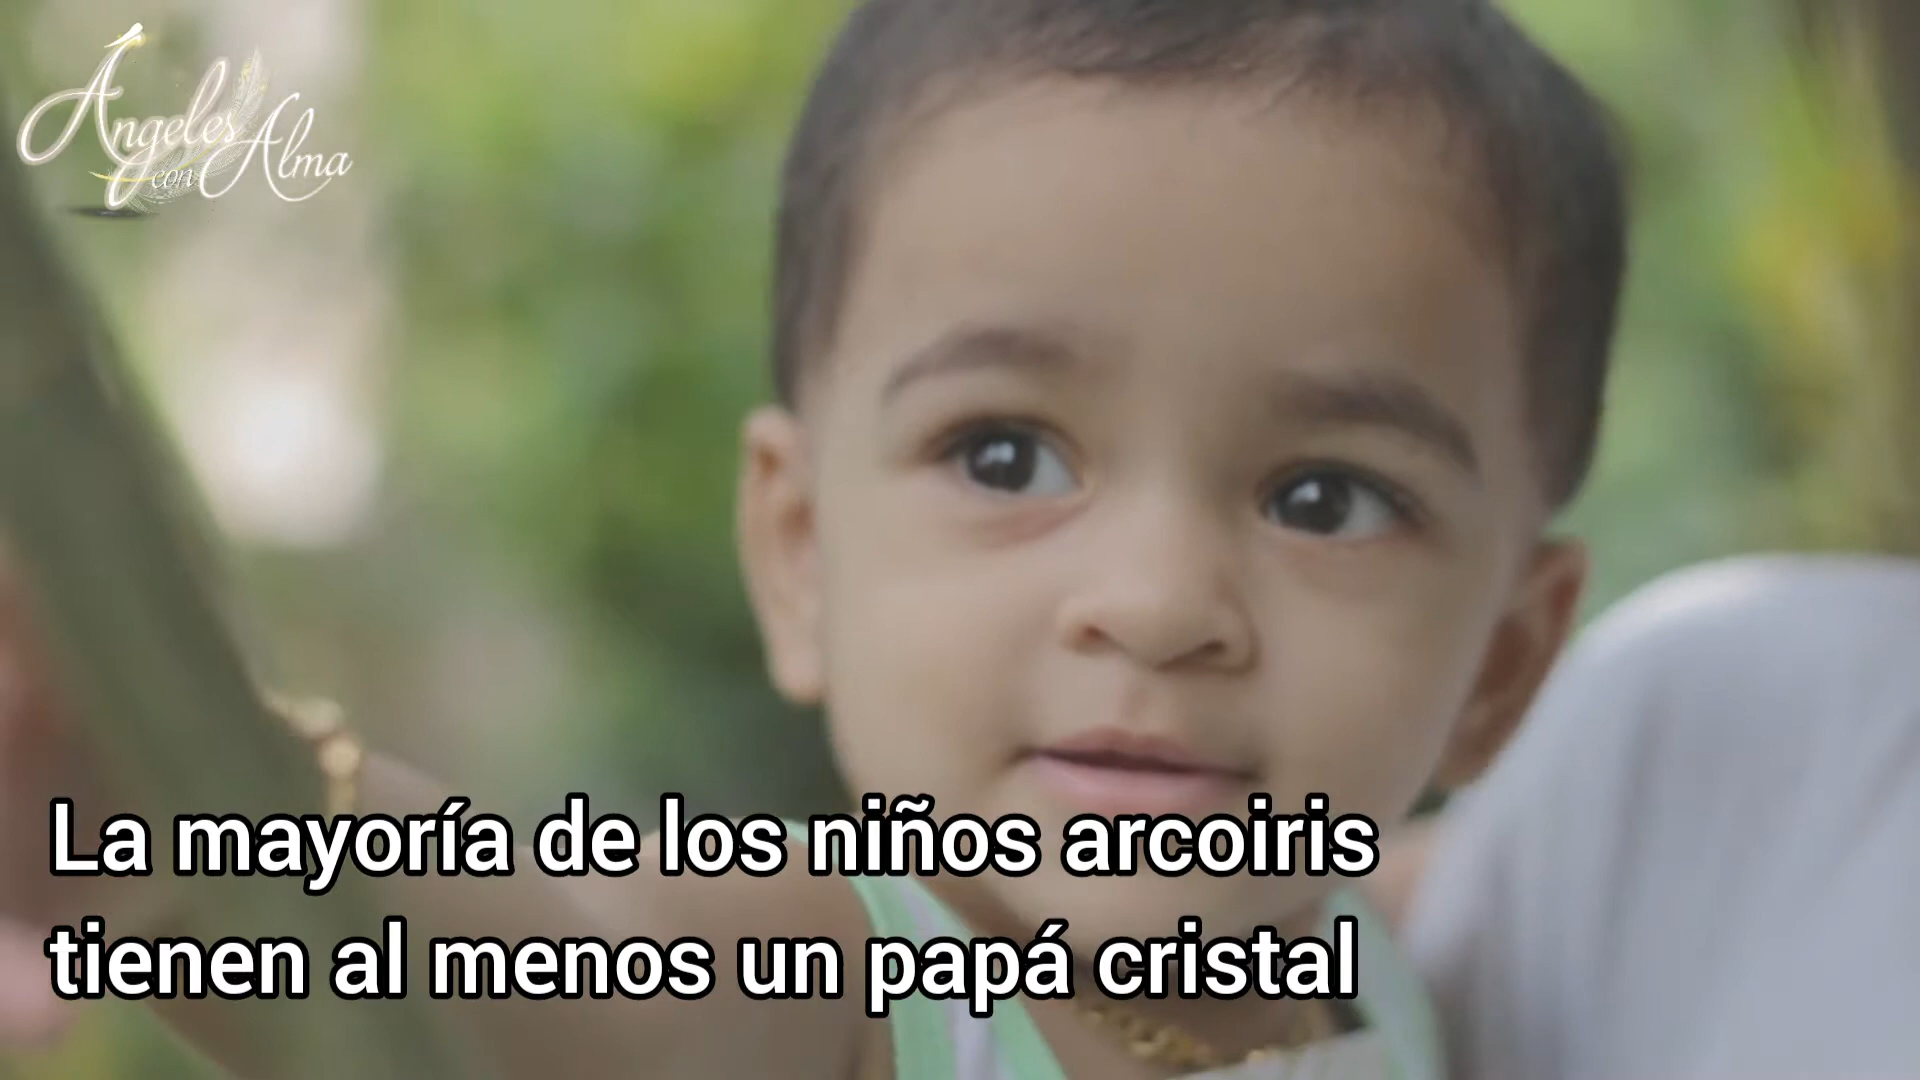 Ángeles
con Alma
La mayoría de los niños arcoiris
tienen al menos un papá cristal